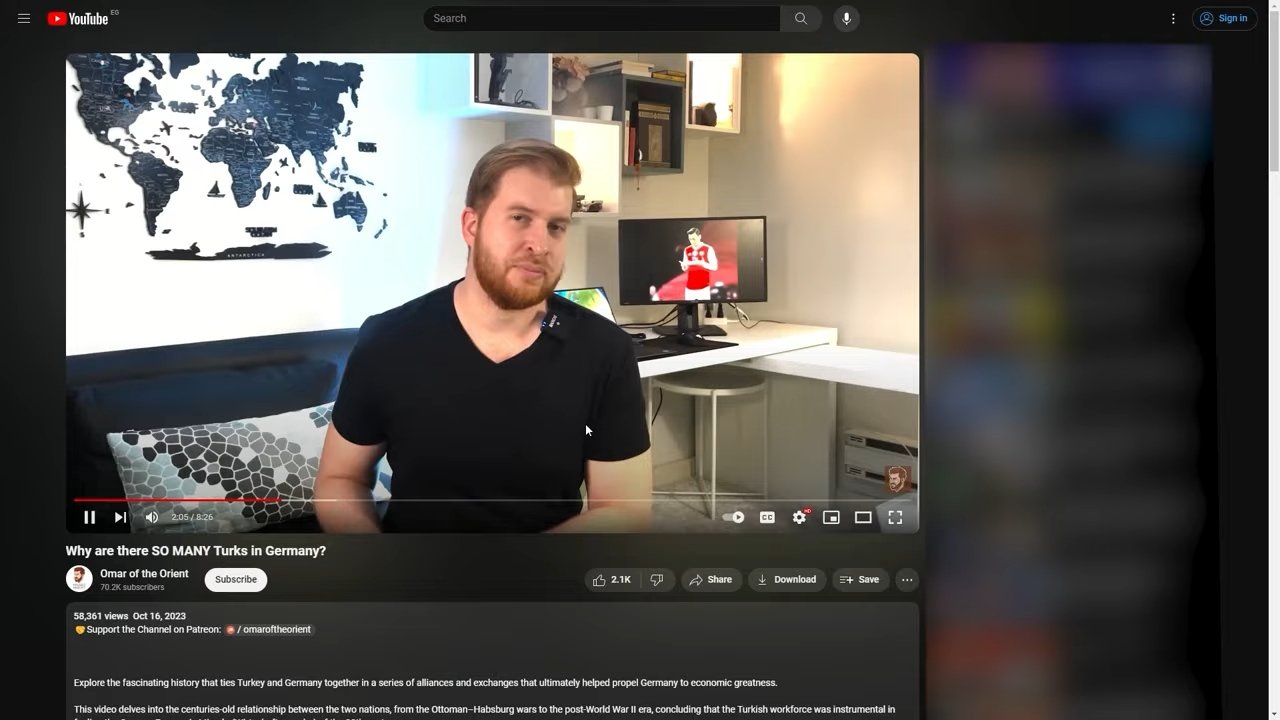 YouTube EG
Search
Sign in
ANTARCTICA
2:05 / 8:26
CC
HD
Why are there SO MANY Turks in Germany?
Omar of the Orient
70.2K subscribers
Subscribe
2.1K
Share
Download
Save
58,361 views Oct 16, 2023
Support the Channel on Patreon: / omaroftheorient
Explore the fascinating history that ties Turkey and Germany together in a series of alliances and exchanges that ultimately helped propel Germany to economic greatness.
This video delves into the centuries-old relationship between the two nations, from the Ottoman–Habsburg wars to the post-World War II era, concluding that the Turkish workforce was instrumental in